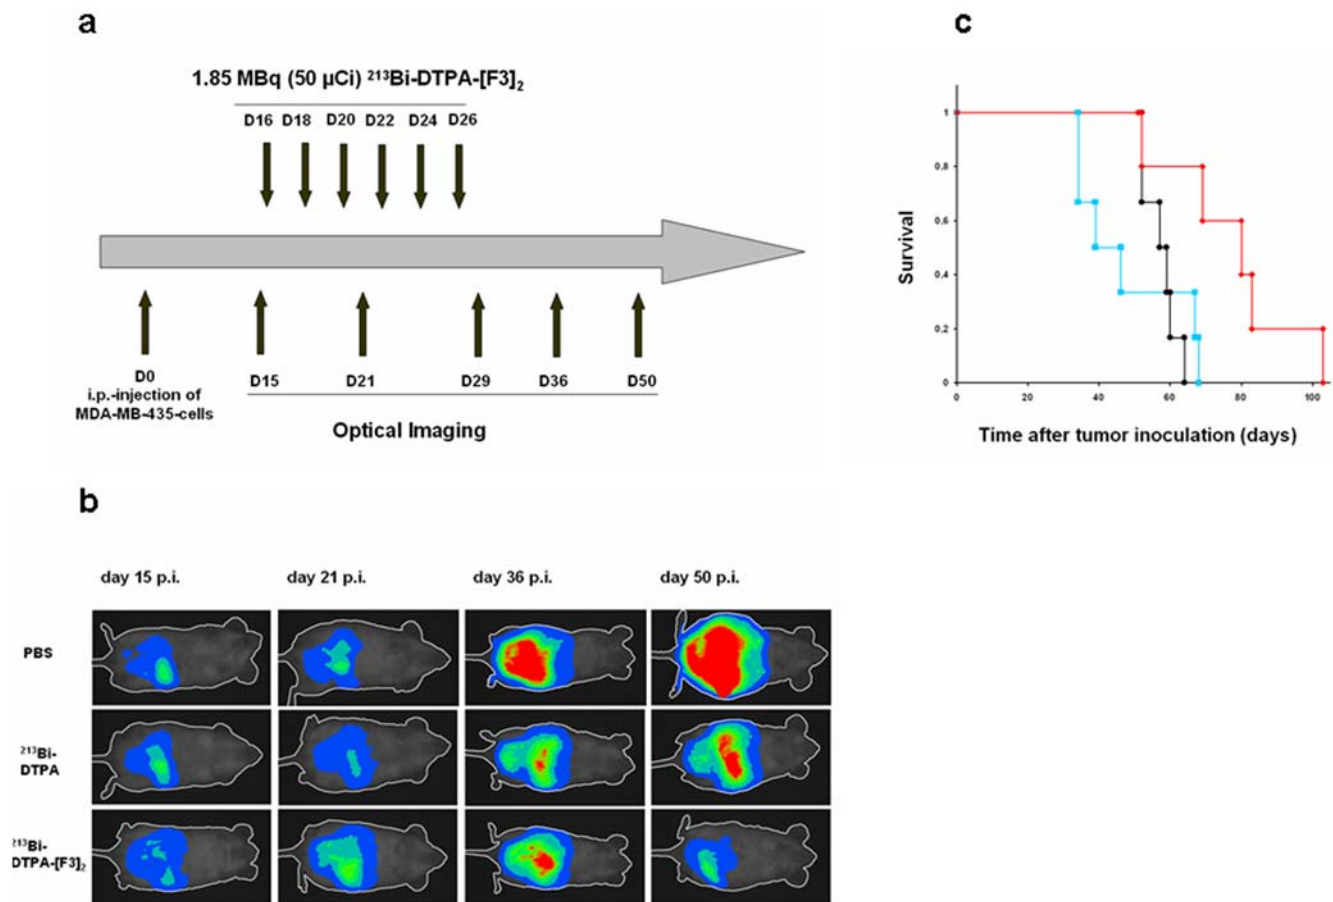 a
1.85 MBq (50 µCi) ²¹³Bi-DTPA-[F3]₂
D16 D18 D20 D22 D24 D26
D0
i.p.-injection of
MDA-MB-435-cells
D15 D21 D29 D36 D50
Optical Imaging
c
Survival
1
0.8
0.6
0.4
0.2
0
0 20 40 60 80 100
Time after tumor inoculation (days)
b
day 15 p.i. day 21 p.i. day 36 p.i. day 50 p.i.
PBS
²¹³Bi-
DTPA
²¹³Bi-
DTPA-[F3]₂